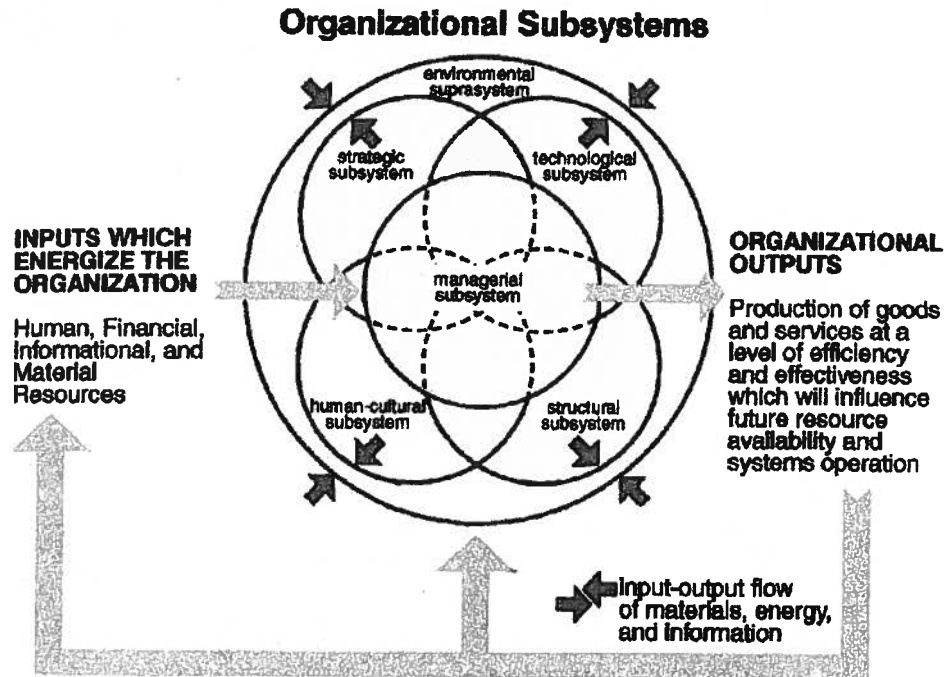 Organizational Subsystems
environmental
suprasystem
strategic
subsystem
technological
subsystem
INPUTS WHICH
ENERGIZE THE
ORGANIZATION
Human, Financial,
Informational, and
Material
Resources
managerial
subsystem
ORGANIZATIONAL
OUTPUTS
Production of goods
and services at a
level of efficiency
and effectiveness
which will influence
future resource
availability and
systems operation
human-cultural
subsystem
structural
subsystem
Input-output flow
of materials, energy,
and information